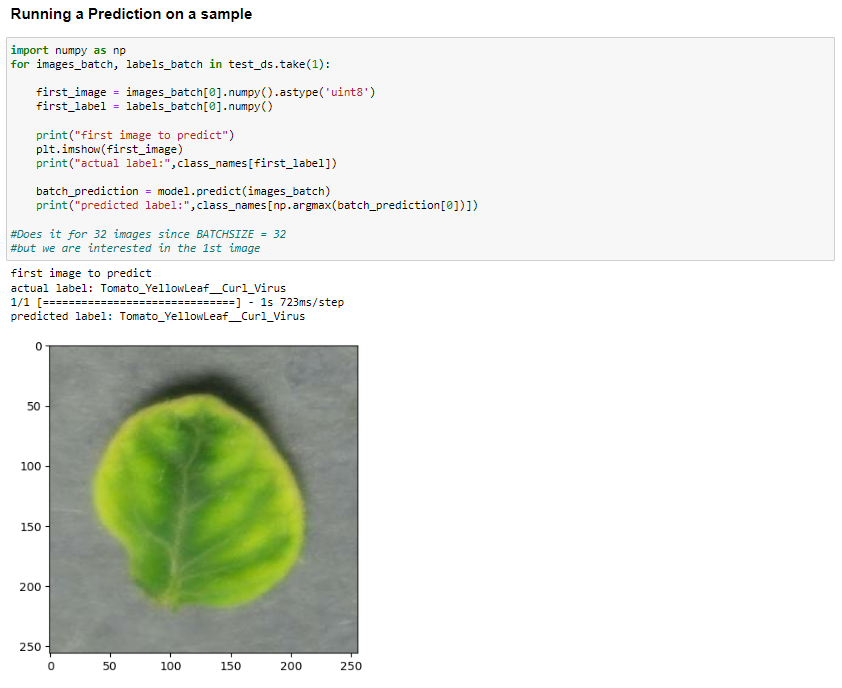 Running a Prediction on a sample
import numpy as np
for images_batch, labels_batch in test_ds.take(1):
first_image = images_batch[0].numpy().astype('uint8')
first_label = labels_batch[0].numpy()
print("first image to predict")
plt.imshow(first_image)
print("actual label:",class_names[first_label])
batch_prediction = model.predict(images_batch)
print("predicted label:",class_names[np.argmax(batch_prediction[0])])
#Does it for 32 images since BATCHSIZE = 32
#but we are interested in the 1st image
first image to predict
actual label: Tomato_YellowLeaf__Curl_Virus
1/1 [==============================] - 1s 723ms/step
predicted label: Tomato_YellowLeaf__Curl_Virus
0
50
100
150
200
250
0 50 100 150 200 250